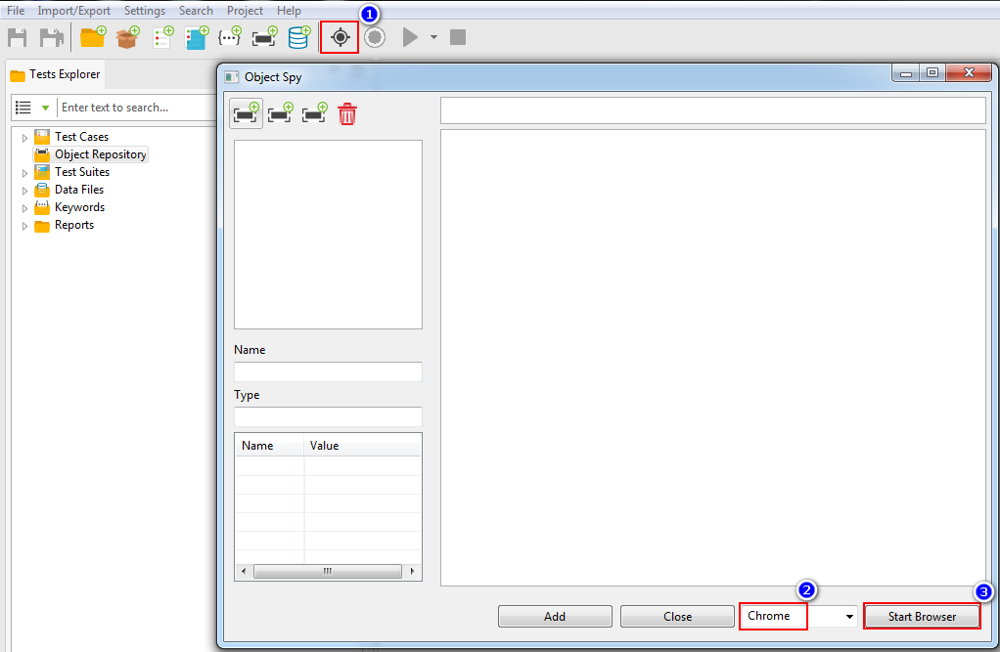 File Import/Export Settings Search Project Help
1
Tests Explorer
Object Spy
Enter text to search...
Test Cases
Object Repository
Test Suites
Data Files
Keywords
Reports
Name
Type
Name Value
2
3
Add Close Chrome Start Browser